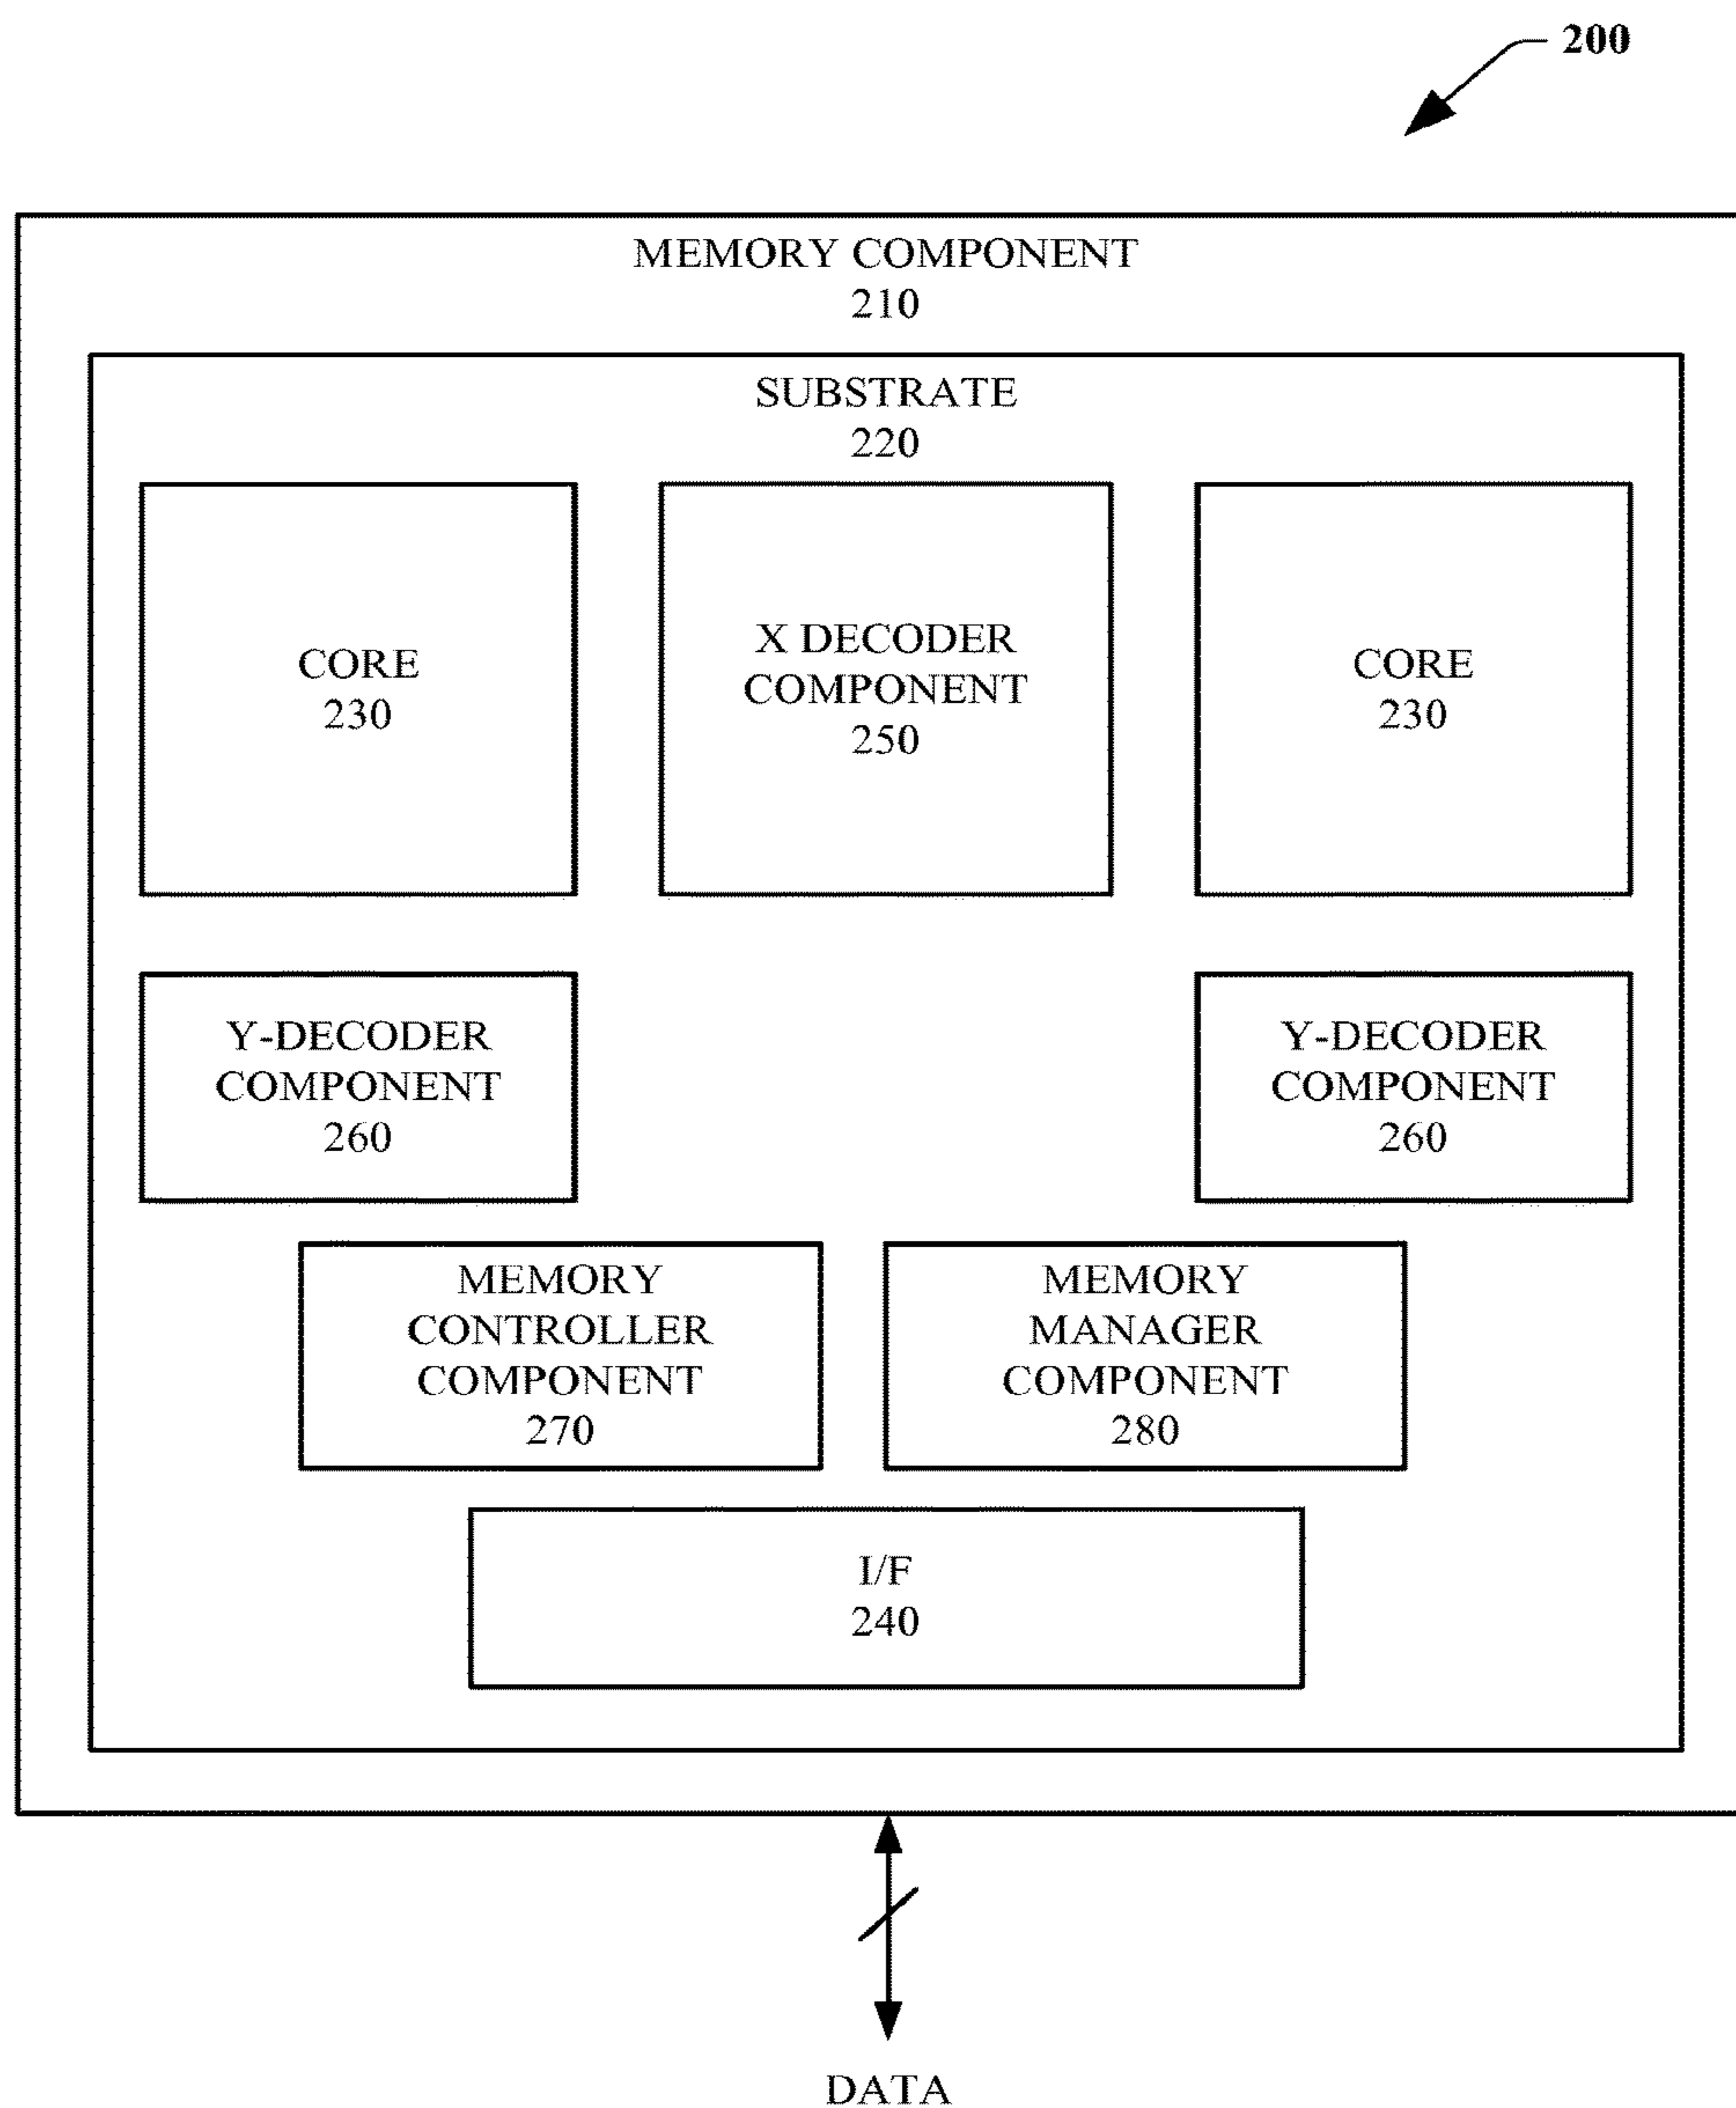 200
MEMORY COMPONENT
210
SUBSTRATE
220
CORE
230
X DECODER
COMPONENT
250
CORE
230
Y-DECODER
COMPONENT
260
Y-DECODER
COMPONENT
260
MEMORY
CONTROLLER
COMPONENT
270
MEMORY
MANAGER
COMPONENT
280
I/F
240
DATA